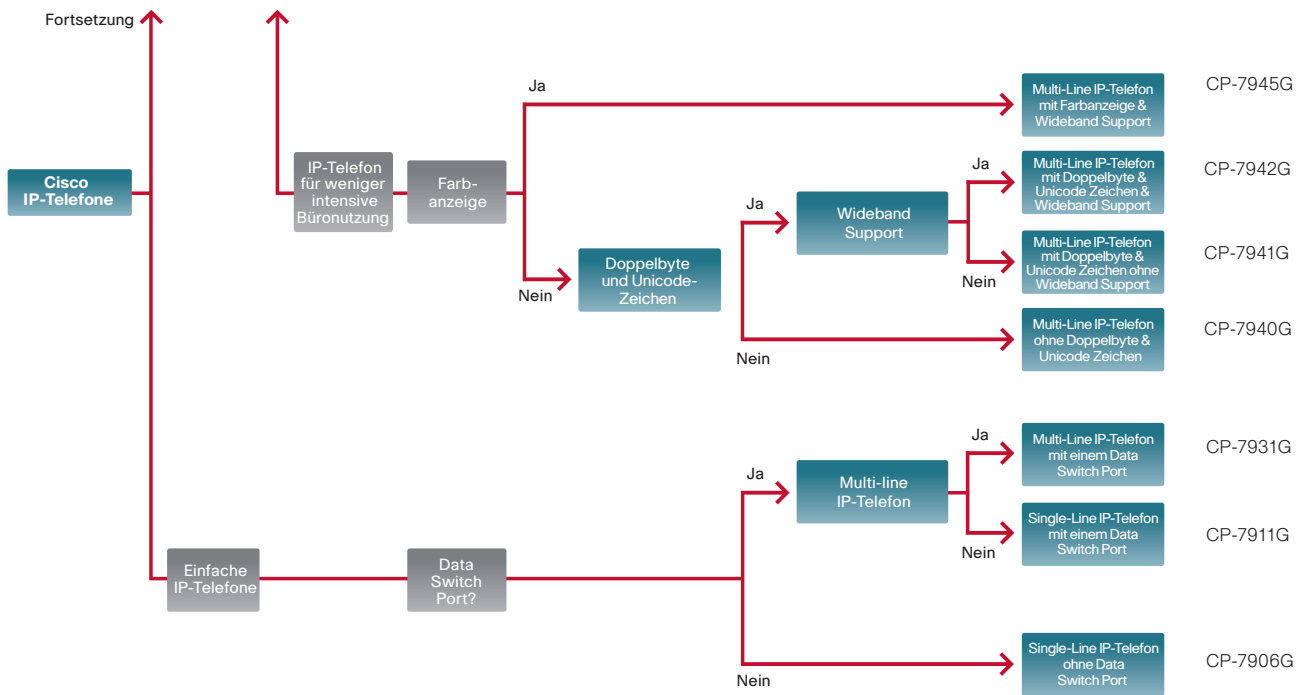 Fortsetzung
Ja
Multi-Line IP-Telefon
mit Farbanzeige &
Wideband Support
CP-7945G
Cisco
IP-Telefone
IP-Telefon
für weniger
intensive
Büronutzung
Farb-
anzeige
Nein
Doppelbyte
und Unicode-
Zeichen
Ja
Wideband
Support
Ja
Multi-Line IP-Telefon
mit Doppelbyte &
Unicode Zeichen &
Wideband Support
CP-7942G
Nein
Multi-Line IP-Telefon
mit Doppelbyte &
Unicode Zeichen ohne
Wideband Support
CP-7941G
Nein
Multi-Line IP-Telefon
ohne Doppelbyte &
Unicode Zeichen
CP-7940G
Einfache
IP-Telefone
Data
Switch
Port?
Ja
Multi-line
IP-Telefon
Ja
Multi-Line IP-Telefon
mit einem Data
Switch Port
CP-7931G
Nein
Single-Line IP-Telefon
mit einem Data
Switch Port
CP-7911G
Nein
Single-Line IP-Telefon
ohne Data
Switch Port
CP-7906G